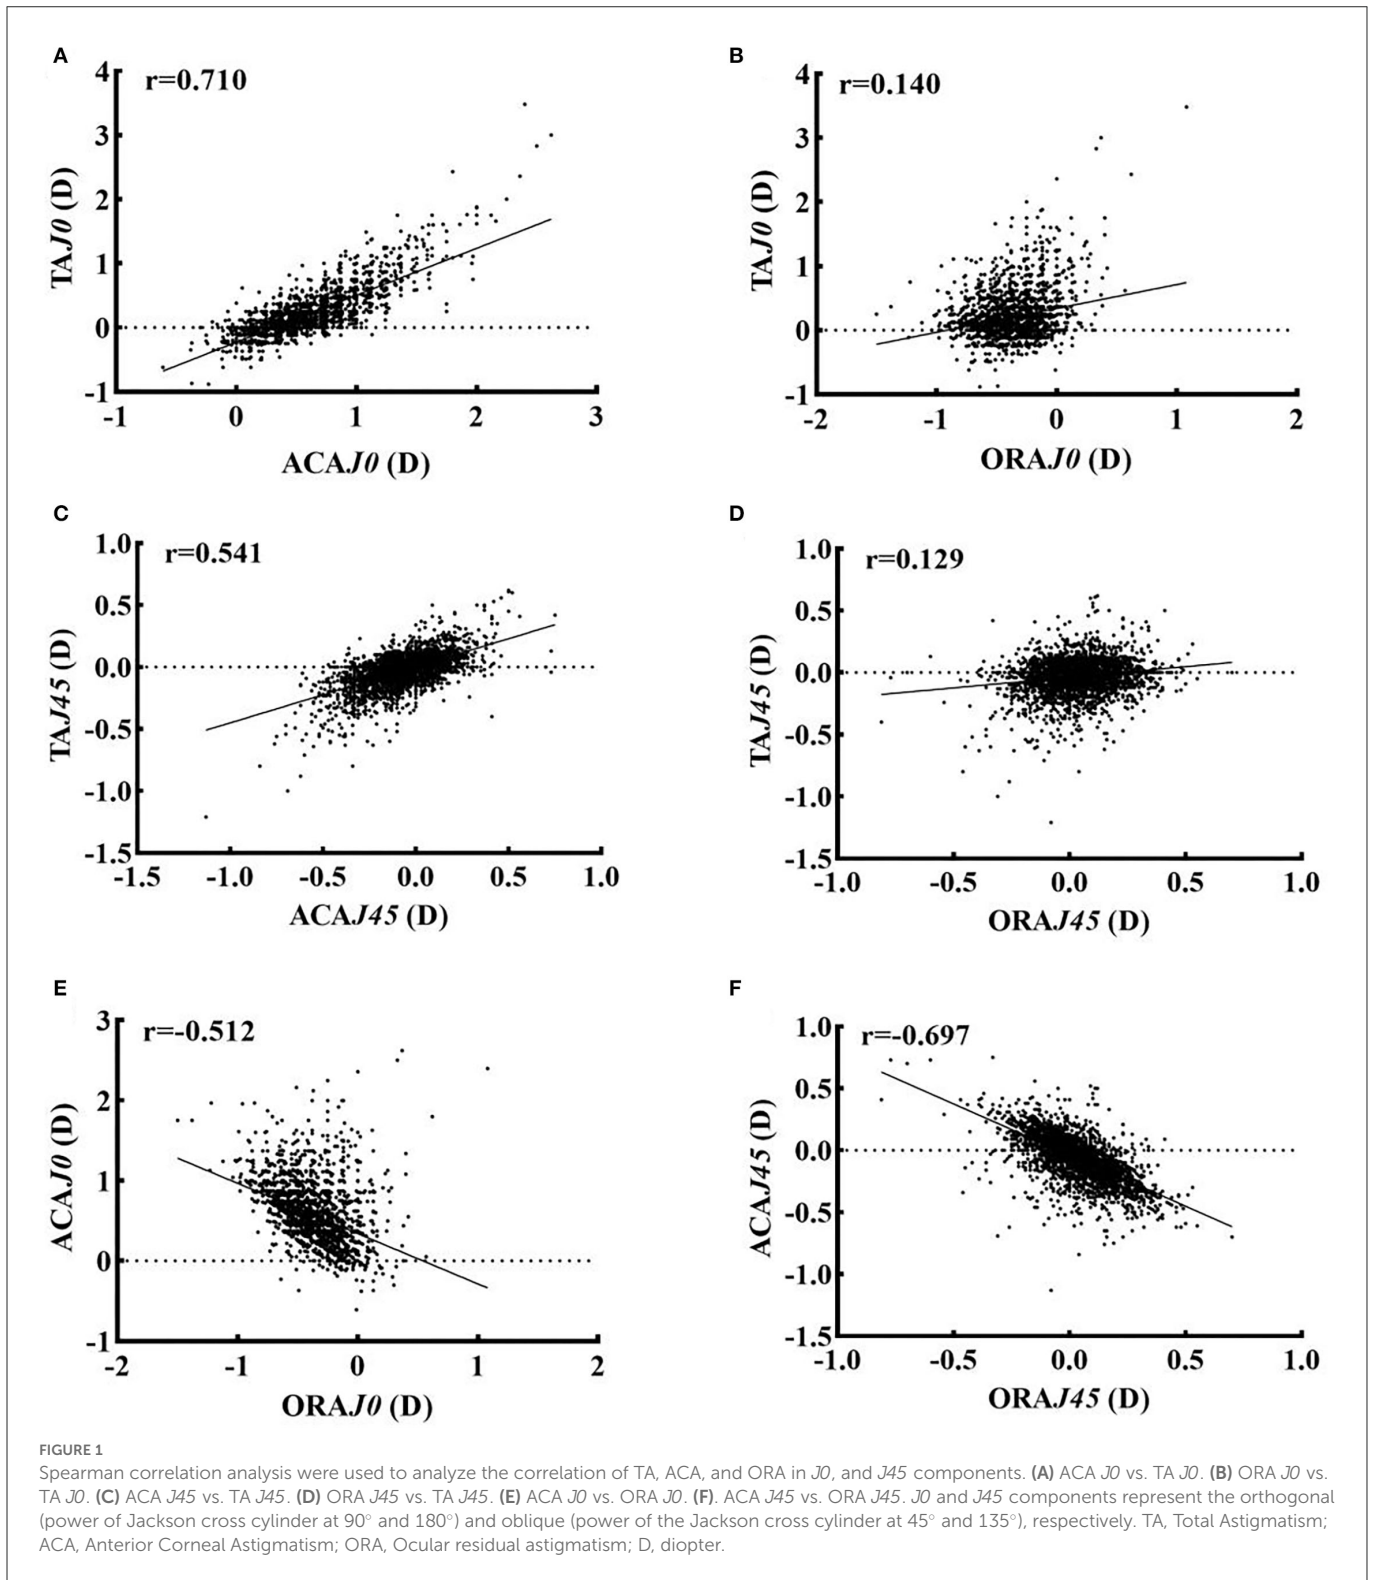 A
r=0.710
4
3
2
1
0
-1
-1 0 1 2 3
TAJ0 (D)
ACAJ0 (D)
B
r=0.140
4
3
2
1
0
-1
-2 -1 0 1 2
TAJ0 (D)
ORAJ0 (D)
C
r=0.541
1.0
0.5
0.0
-0.5
-1.0
-1.5
-1.5 -1.0 -0.5 0.0 0.5 1.0
TAJ45 (D)
ACAJ45 (D)
D
r=0.129
1.0
0.5
0.0
-0.5
-1.0
-1.5
-1.0 -0.5 0.0 0.5 1.0
TAJ45 (D)
ORAJ45 (D)
E
r=-0.512
3
2
1
0
-1
-2 -1 0 1 2
ACAJ0 (D)
ORAJ0 (D)
F
r=-0.697
1.0
0.5
0.0
-0.5
-1.0
-1.5
-1.0 -0.5 0.0 0.5 1.0
ACAJ45 (D)
ORAJ45 (D)
FIGURE 1
Spearman correlation analysis were used to analyze the correlation of TA, ACA, and ORA in J0, and J45 components. (A) ACA J0 vs. TA J0. (B) ORA J0 vs.
TA J0. (C) ACA J45 vs. TA J45. (D) ORA J45 vs. TA J45. (E) ACA J0 vs. ORA J0. (F). ACA J45 vs. ORA J45. J0 and J45 components represent the orthogonal
(power of Jackson cross cylinder at 90° and 180°) and oblique (power of the Jackson cross cylinder at 45° and 135°), respectively. TA, Total Astigmatism;
ACA, Anterior Corneal Astigmatism; ORA, Ocular residual astigmatism; D, diopter.